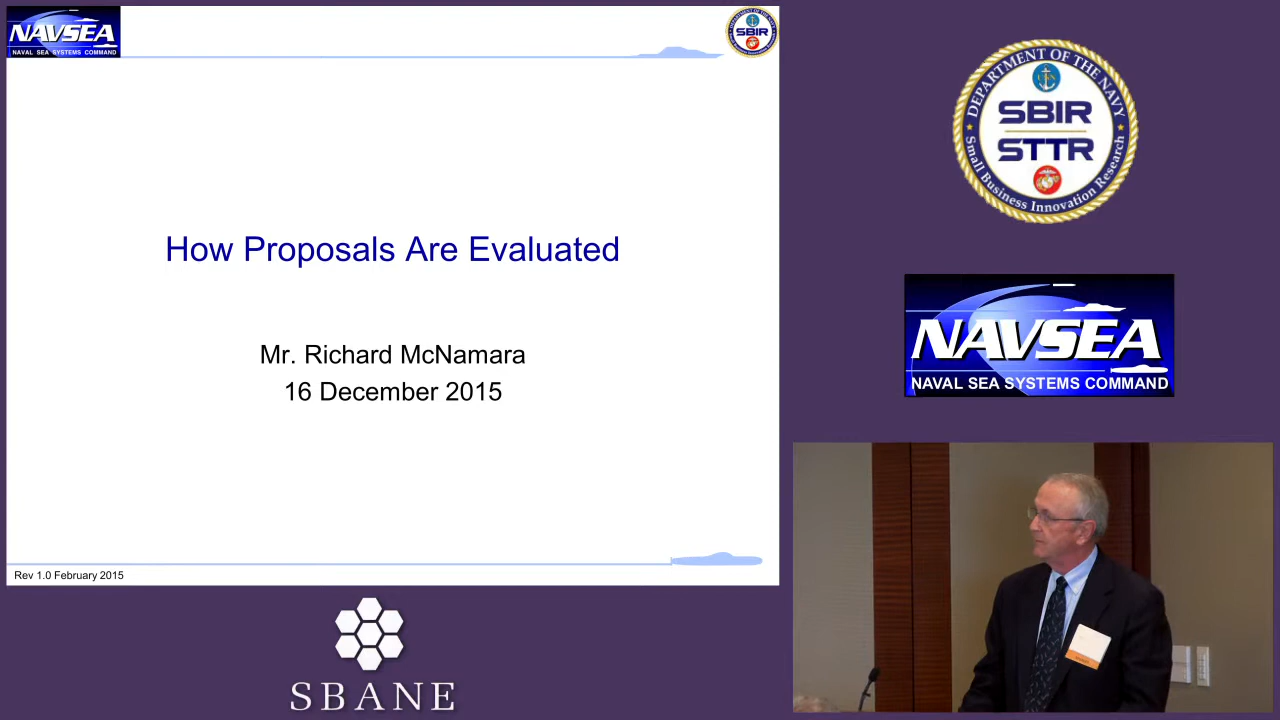 NAVSEA
NAVAL SEA SYSTEMS COMMAND
SBIR
How Proposals Are Evaluated
Mr. Richard McNamara
16 December 2015
Rev 1.0 February 2015
SBANE
DEPARTMENT OF THE NAVY
SBIR
STTR
Small Business Innovation Research
NAVSEA
NAVAL SEA SYSTEMS COMMAND